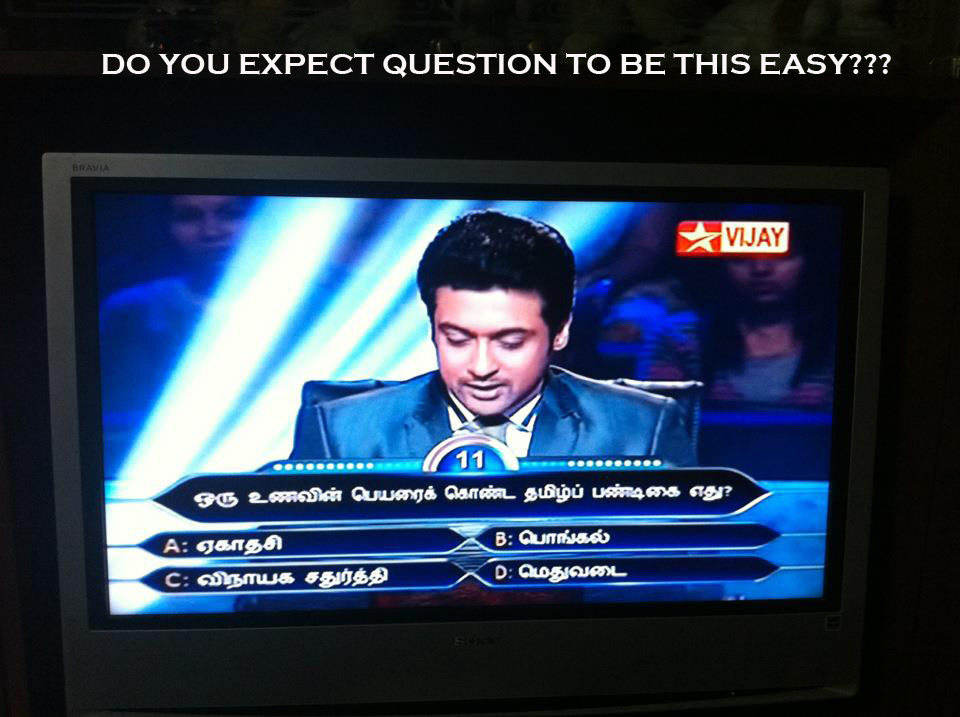 DO YOU EXPECT QUESTION TO BE THIS EASY???
BRAVIA
VIJAY
11
ஒரு உணவின் பெயரைக் கொண்ட தமிழ்ப் பண்டிகை எது?
A: ஏகாதசி
B: பொங்கல்
C: விநாயக சதுர்த்தி
D: மெதுவடை
SONY